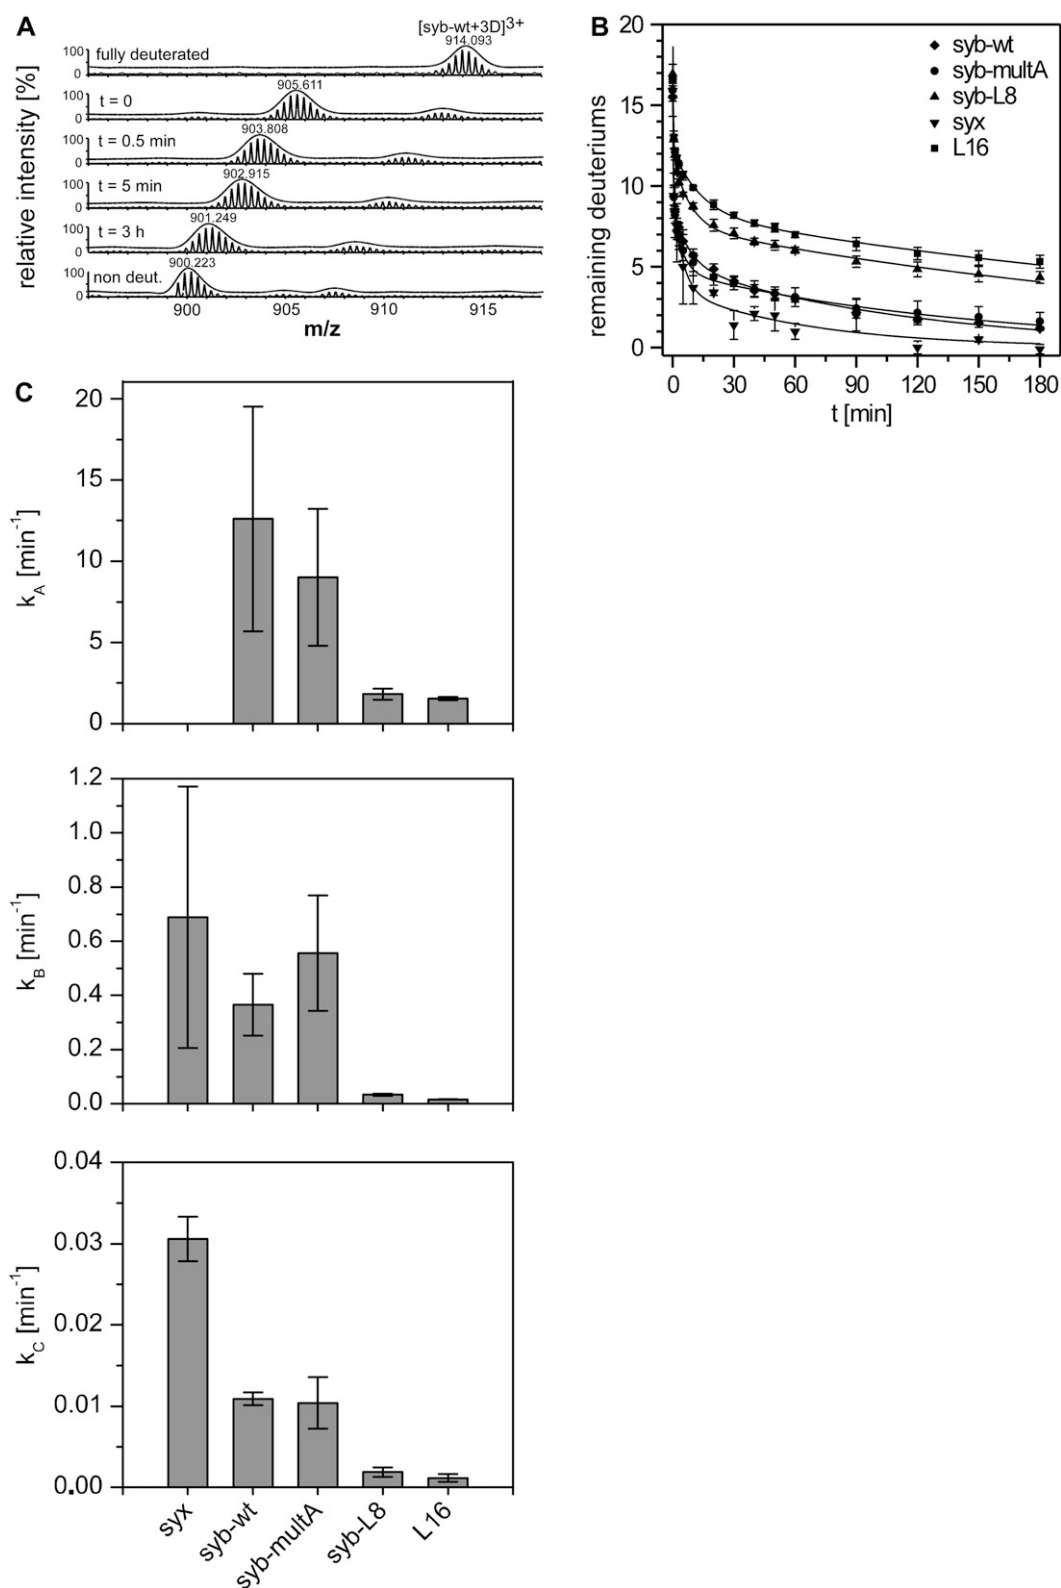 A
relative intensity [%]
[syb-wt+3D]3+
fully deuterated
100
0
914.093
t = 0
100
0
905.611
t = 0.5 min
100
0
903.808
t = 5 min
100
0
902.915
t = 3 h
100
0
901.249
non deut.
100
0
900.223
900 905 910 915
m/z
B
remaining deuteriums
20
15
10
5
0
syb-wt
syb-multA
syb-L8
syx
L16
0 30 60 90 120 150 180
t [min]
C
kA [min-1]
20
15
10
5
0
kB [min-1]
1.2
1.0
0.8
0.6
0.4
0.2
0.0
kC [min-1]
0.04
0.03
0.02
0.01
0.00
syx syb-wt syb-multA syb-L8 L16